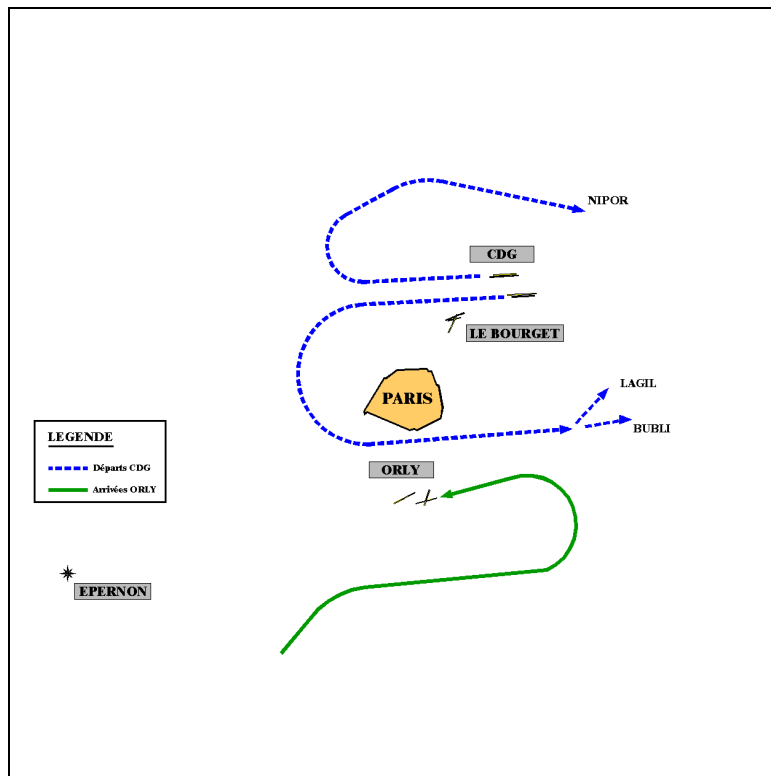 NIPOR
CDG
LE BOURGET
LAGIL
PARIS
BUBLI
LEGENDE
Départs CDG
Arrivées ORLY
ORLY
EPERNON